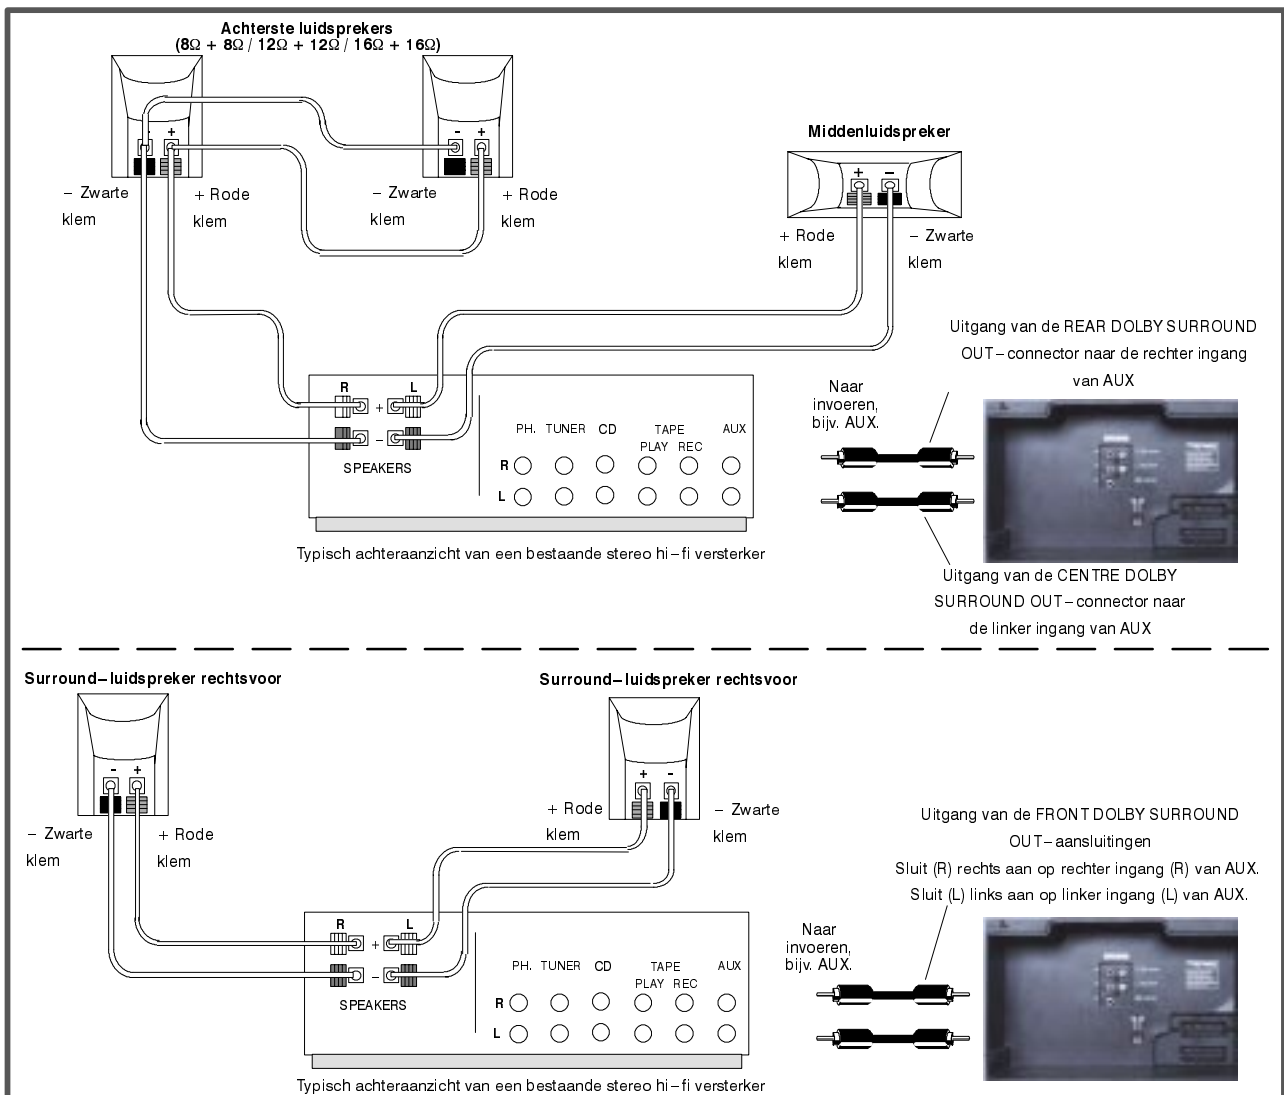 Achterste luidsprekers
(8Ω + 8Ω / 12Ω + 12Ω / 16Ω + 16Ω)
- +
- +
– Zwarte
klem
+ Rode
klem
– Zwarte
klem
+ Rode
klem
Middenluidspreker
+ –
+ Rode
klem
– Zwarte
klem
Uitgang van de REAR DOLBY SURROUND
OUT–connector naar de rechter ingang
van AUX
Naar
invoeren,
bijv. AUX.
R L
+
–
SPEAKERS
PH. TUNER CD TAPE AUX
PLAY REC
R
L
Typisch achteraanzicht van een bestaande stereo hi–fi versterker
Uitgang van de CENTRE DOLBY
SURROUND OUT–connector naar
de linker ingang van AUX
Surround–luidspreker rechtsvoor
- +
– Zwarte
klem
+ Rode
klem
Surround–luidspreker rechtsvoor
+ -
+ Rode
klem
– Zwarte
klem
Uitgang van de FRONT DOLBY SURROUND
OUT–aansluitingen
Sluit (R) rechts aan op rechter ingang (R) van AUX.
Sluit (L) links aan op linker ingang (L) van AUX.
Naar
invoeren,
bijv. AUX.
R L
+
–
SPEAKERS
PH. TUNER CD TAPE AUX
PLAY REC
R
L
Typisch achteraanzicht van een bestaande stereo hi–fi versterker